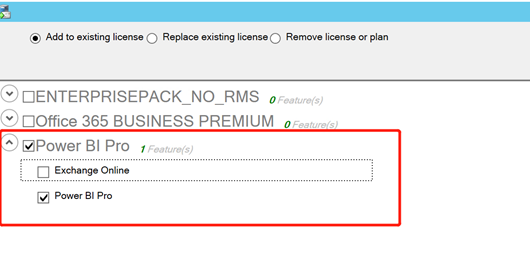 Add to existing license Replace existing license Remove license or plan
ENTERPRISEPACK_NO_RMS 0 Feature(s)
Office 365 BUSINESS PREMIUM 0 Feature(s)
Power BI Pro 1 Feature(s)
Exchange Online
Power BI Pro